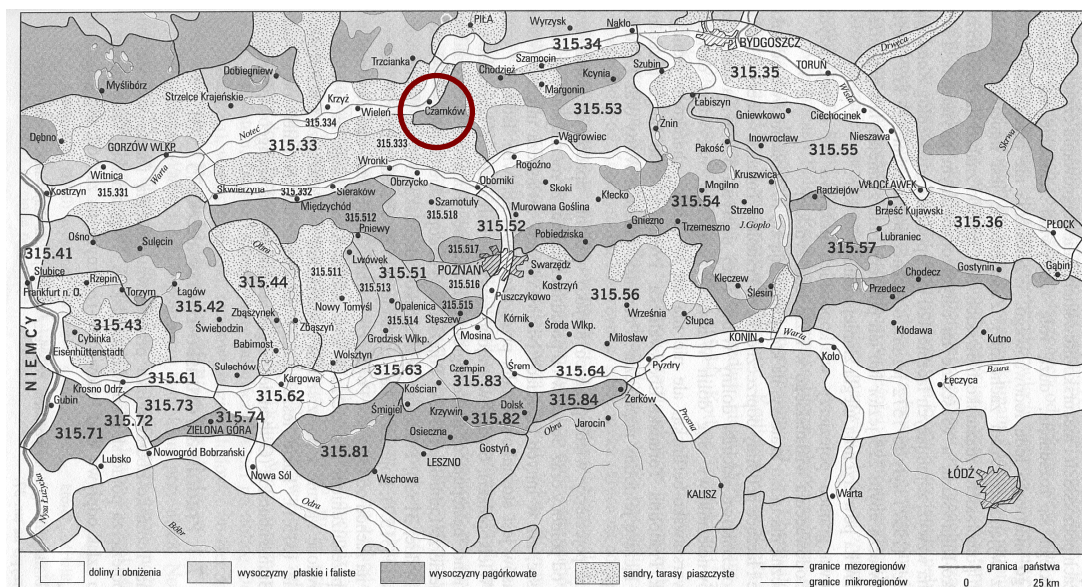 PIŁA
Wyrzysk
Nakło
315.34
BYDGOSZCZ
Drwęca
Trzcianka
Szamocin
Dobiegniew
Chodzież
Kcynia
Szubin
315.35
TORUŃ
Myślibórz
Margonin
Strzelce Krajeńskie
Krzyż
Wieleń
Czarnków
315.53
Łabiszyn
Wisła
315.334
Gniewkowo
Ciechocinek
Noteć
Żnin
Nieszawa
Dębno
GORZÓW WLKP.
315.33
315.333
Wągrowiec
Inowrocław
Pakość
315.55
Skrwa
Witnica
Warta
Wronki
Rogoźno
Kostrzyn
315.331
Skwierzyna
315.332
Sieraków
Obrzycko
Oborniki
Skoki
Kłecko
Mogilno
Kruszwica
Radziejów
WŁOCŁAWEK
Międzychód
Szamotuły
315.518
Murowana Goślina
315.54
Strzelno
Brześć Kujawski
315.512
Pniewy
315.52
Gniezno
Trzemeszno
J.Gopło
Lubraniec
315.36
PŁOCK
Ośno
Sulęcin
Obra
315.41
Lwówek
315.517
Pobiedziska
315.57
Gostynin
Słubice
Rzepin
315.511
315.51
POZNAŃ
Swarzędz
Gąbin
Frankfurt n. O.
Torzym
Łagów
315.44
315.513
315.516
Kostrzyn
Kleczew
Ślesin
Chodecz
Przedecz
315.42
Nowy Tomyśl
Opalenica
315.515
Puszczykowo
315.56
315.43
Zbąszynek
Zbąszyń
315.514
Stęszew
Września
Słupca
Cybinka
Świebodzin
Grodzisk Wlkp.
Kórnik
Środa Wlkp.
Kłodawa
NIEMCY
Eisenhüttenstadt
Babimost
Mosina
Miłosław
KONIN
Warta
Kutno
Wolsztyn
Koło
Sulechów
315.63
Czempiń
Pyzdry
Krosno Odrz.
315.61
Kargowa
315.83
Śrem
315.64
Łęczyca
Bzura
Gubin
315.62
Kościan
315.73
Śmigiel
Krzywiń
Dolsk
315.84
Żerków
315.72
315.74
315.82
Prosna
ZIELONA GÓRA
Osieczna
Obra
Jarocin
315.71
315.81
Nowogród Bobrzański
LESZNO
Gostyń
Lubsko
Nowa Sól
Wschowa
ŁÓDŹ
KALISZ
Warta
Nysa Łużycka
Odra
Bóbr
doliny i obniżenia
wysoczyzny płaskie i faliste
wysoczyzny pagórkowate
sandry, tarasy piaszczyste
granice mezoregionów
granice mikroregionów
granica państwa
0 25 km